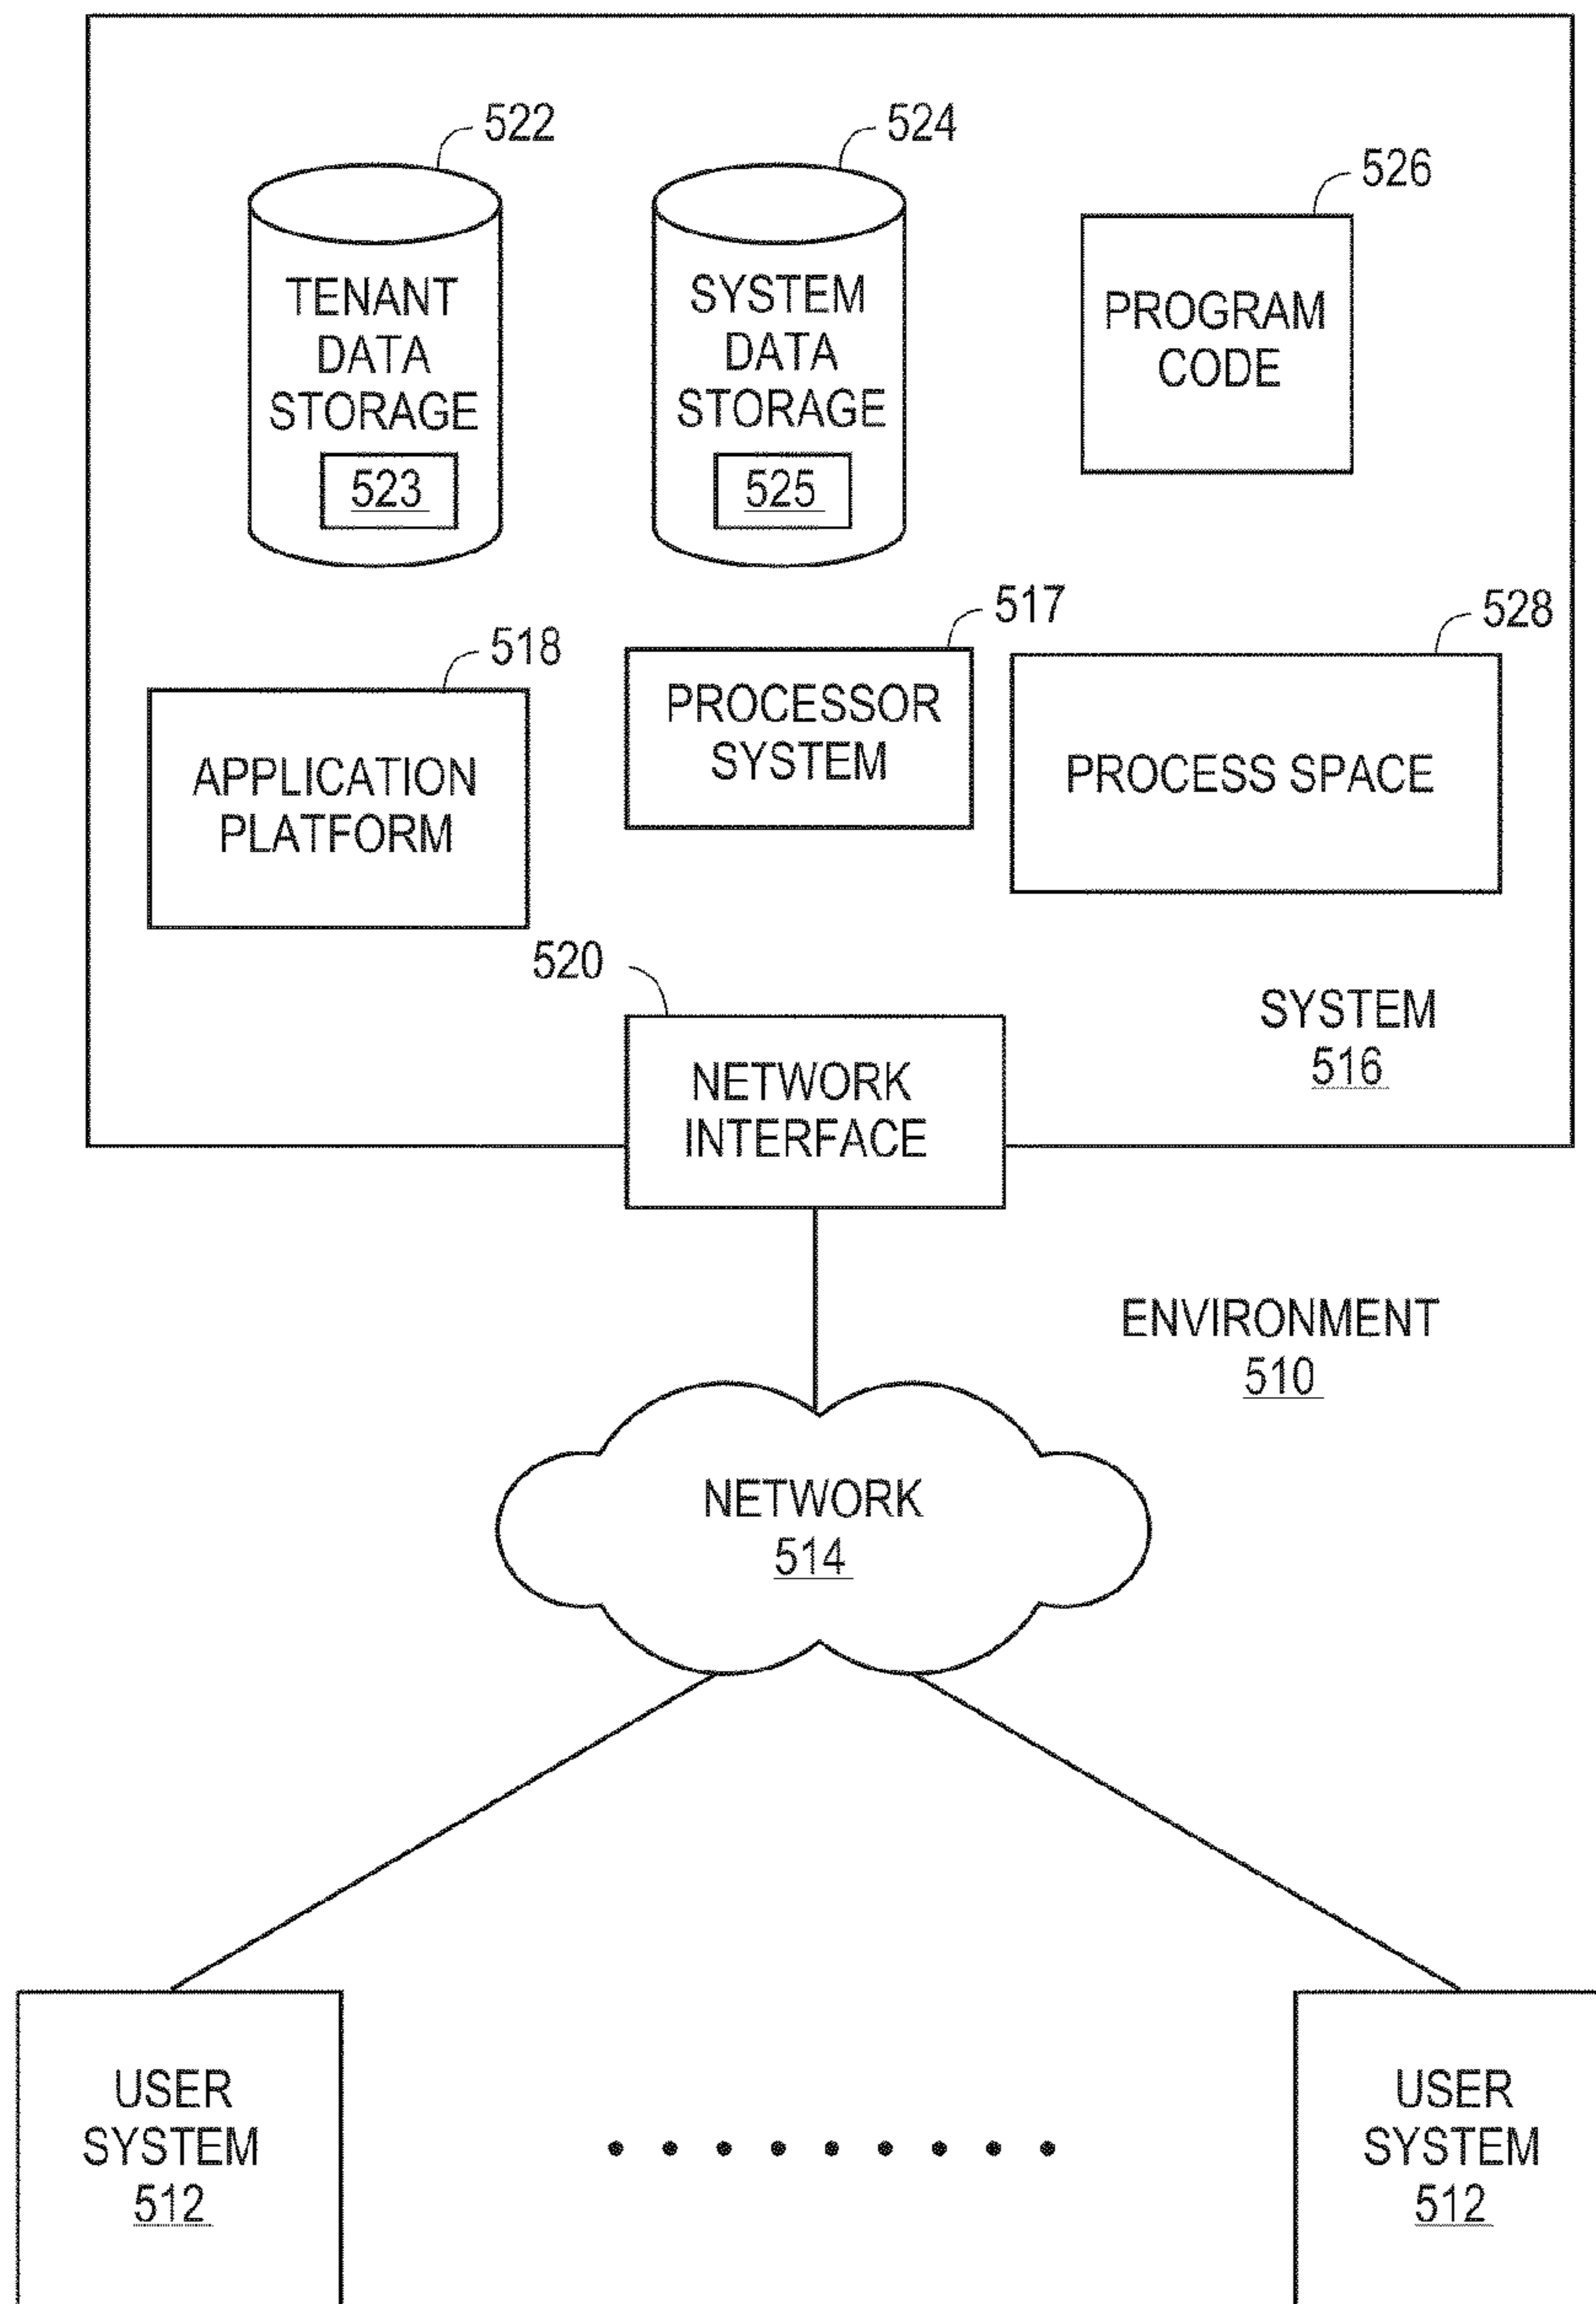 522
524
526
TENANT
DATA
STORAGE
523
SYSTEM
DATA
STORAGE
525
PROGRAM
CODE
518
517
528
APPLICATION
PLATFORM
PROCESSOR
SYSTEM
PROCESS SPACE
520
NETWORK
INTERFACE
SYSTEM
516
ENVIRONMENT
510
NETWORK
514
USER
SYSTEM
512
USER
SYSTEM
512